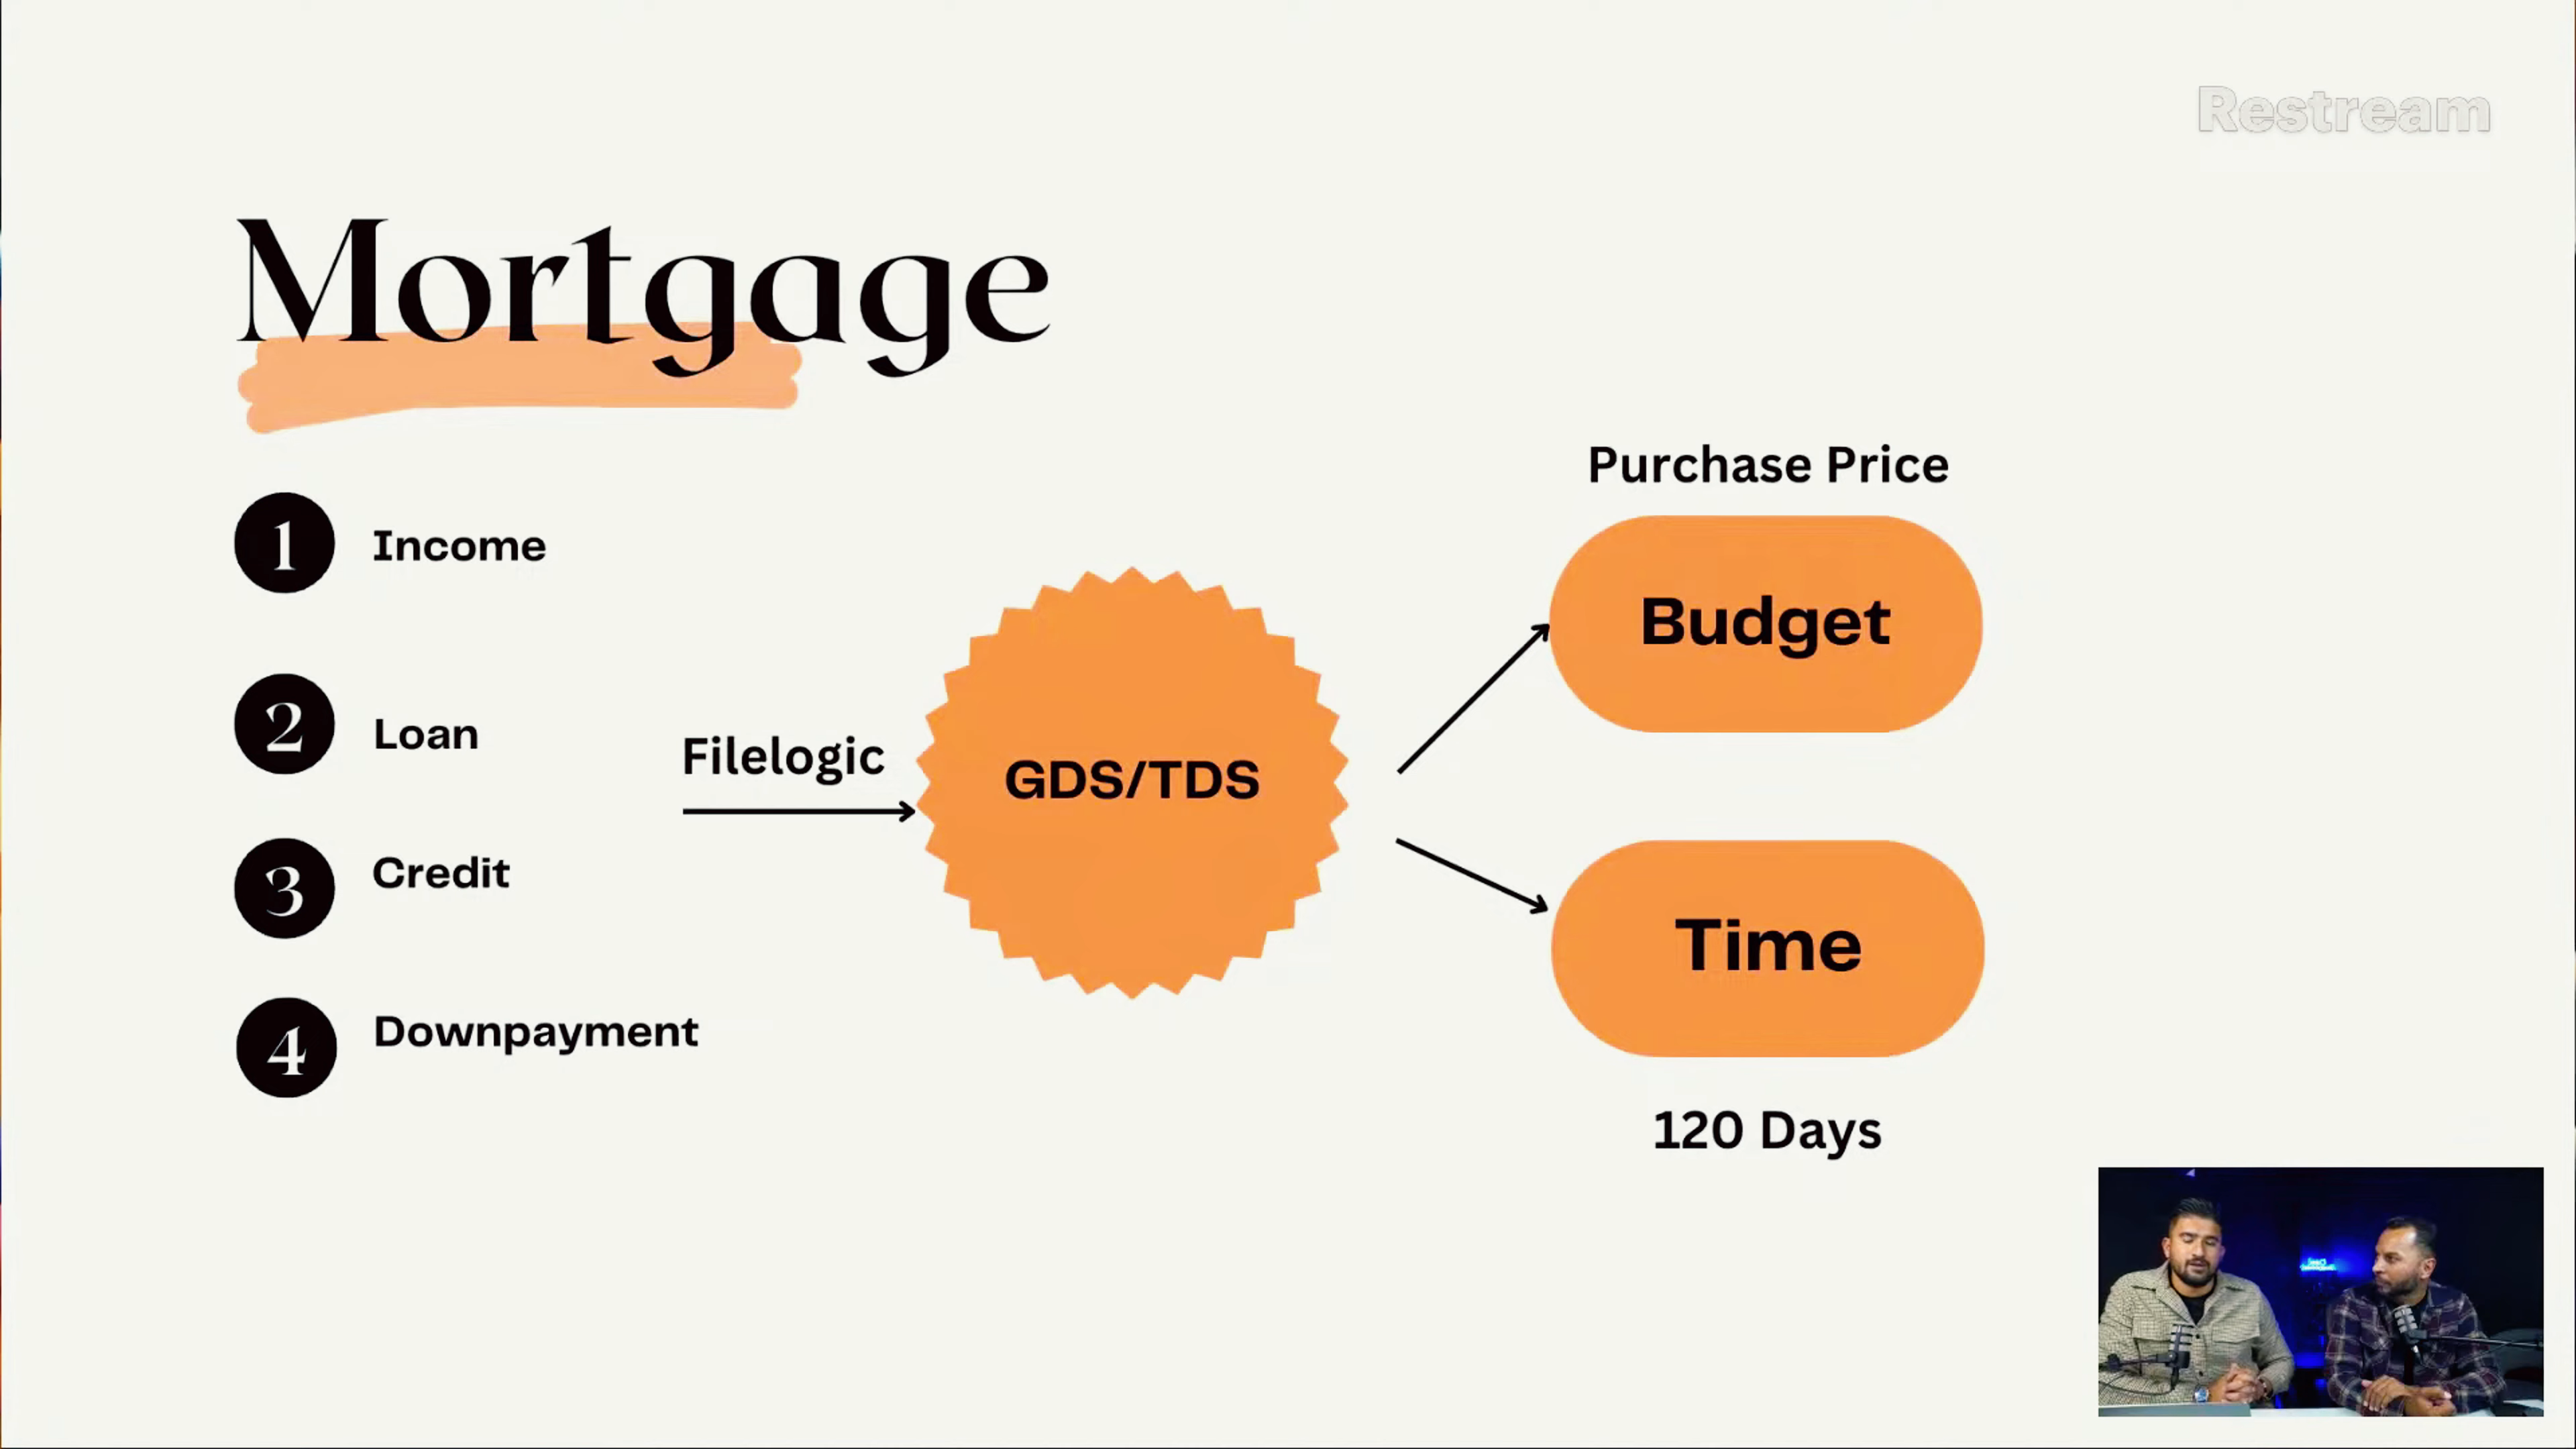 Restream
Mortgage
1 Income
2 Loan
3 Credit
4 Downpayment
Filelogic
GDS/TDS
Purchase Price
Budget
Time
120 Days